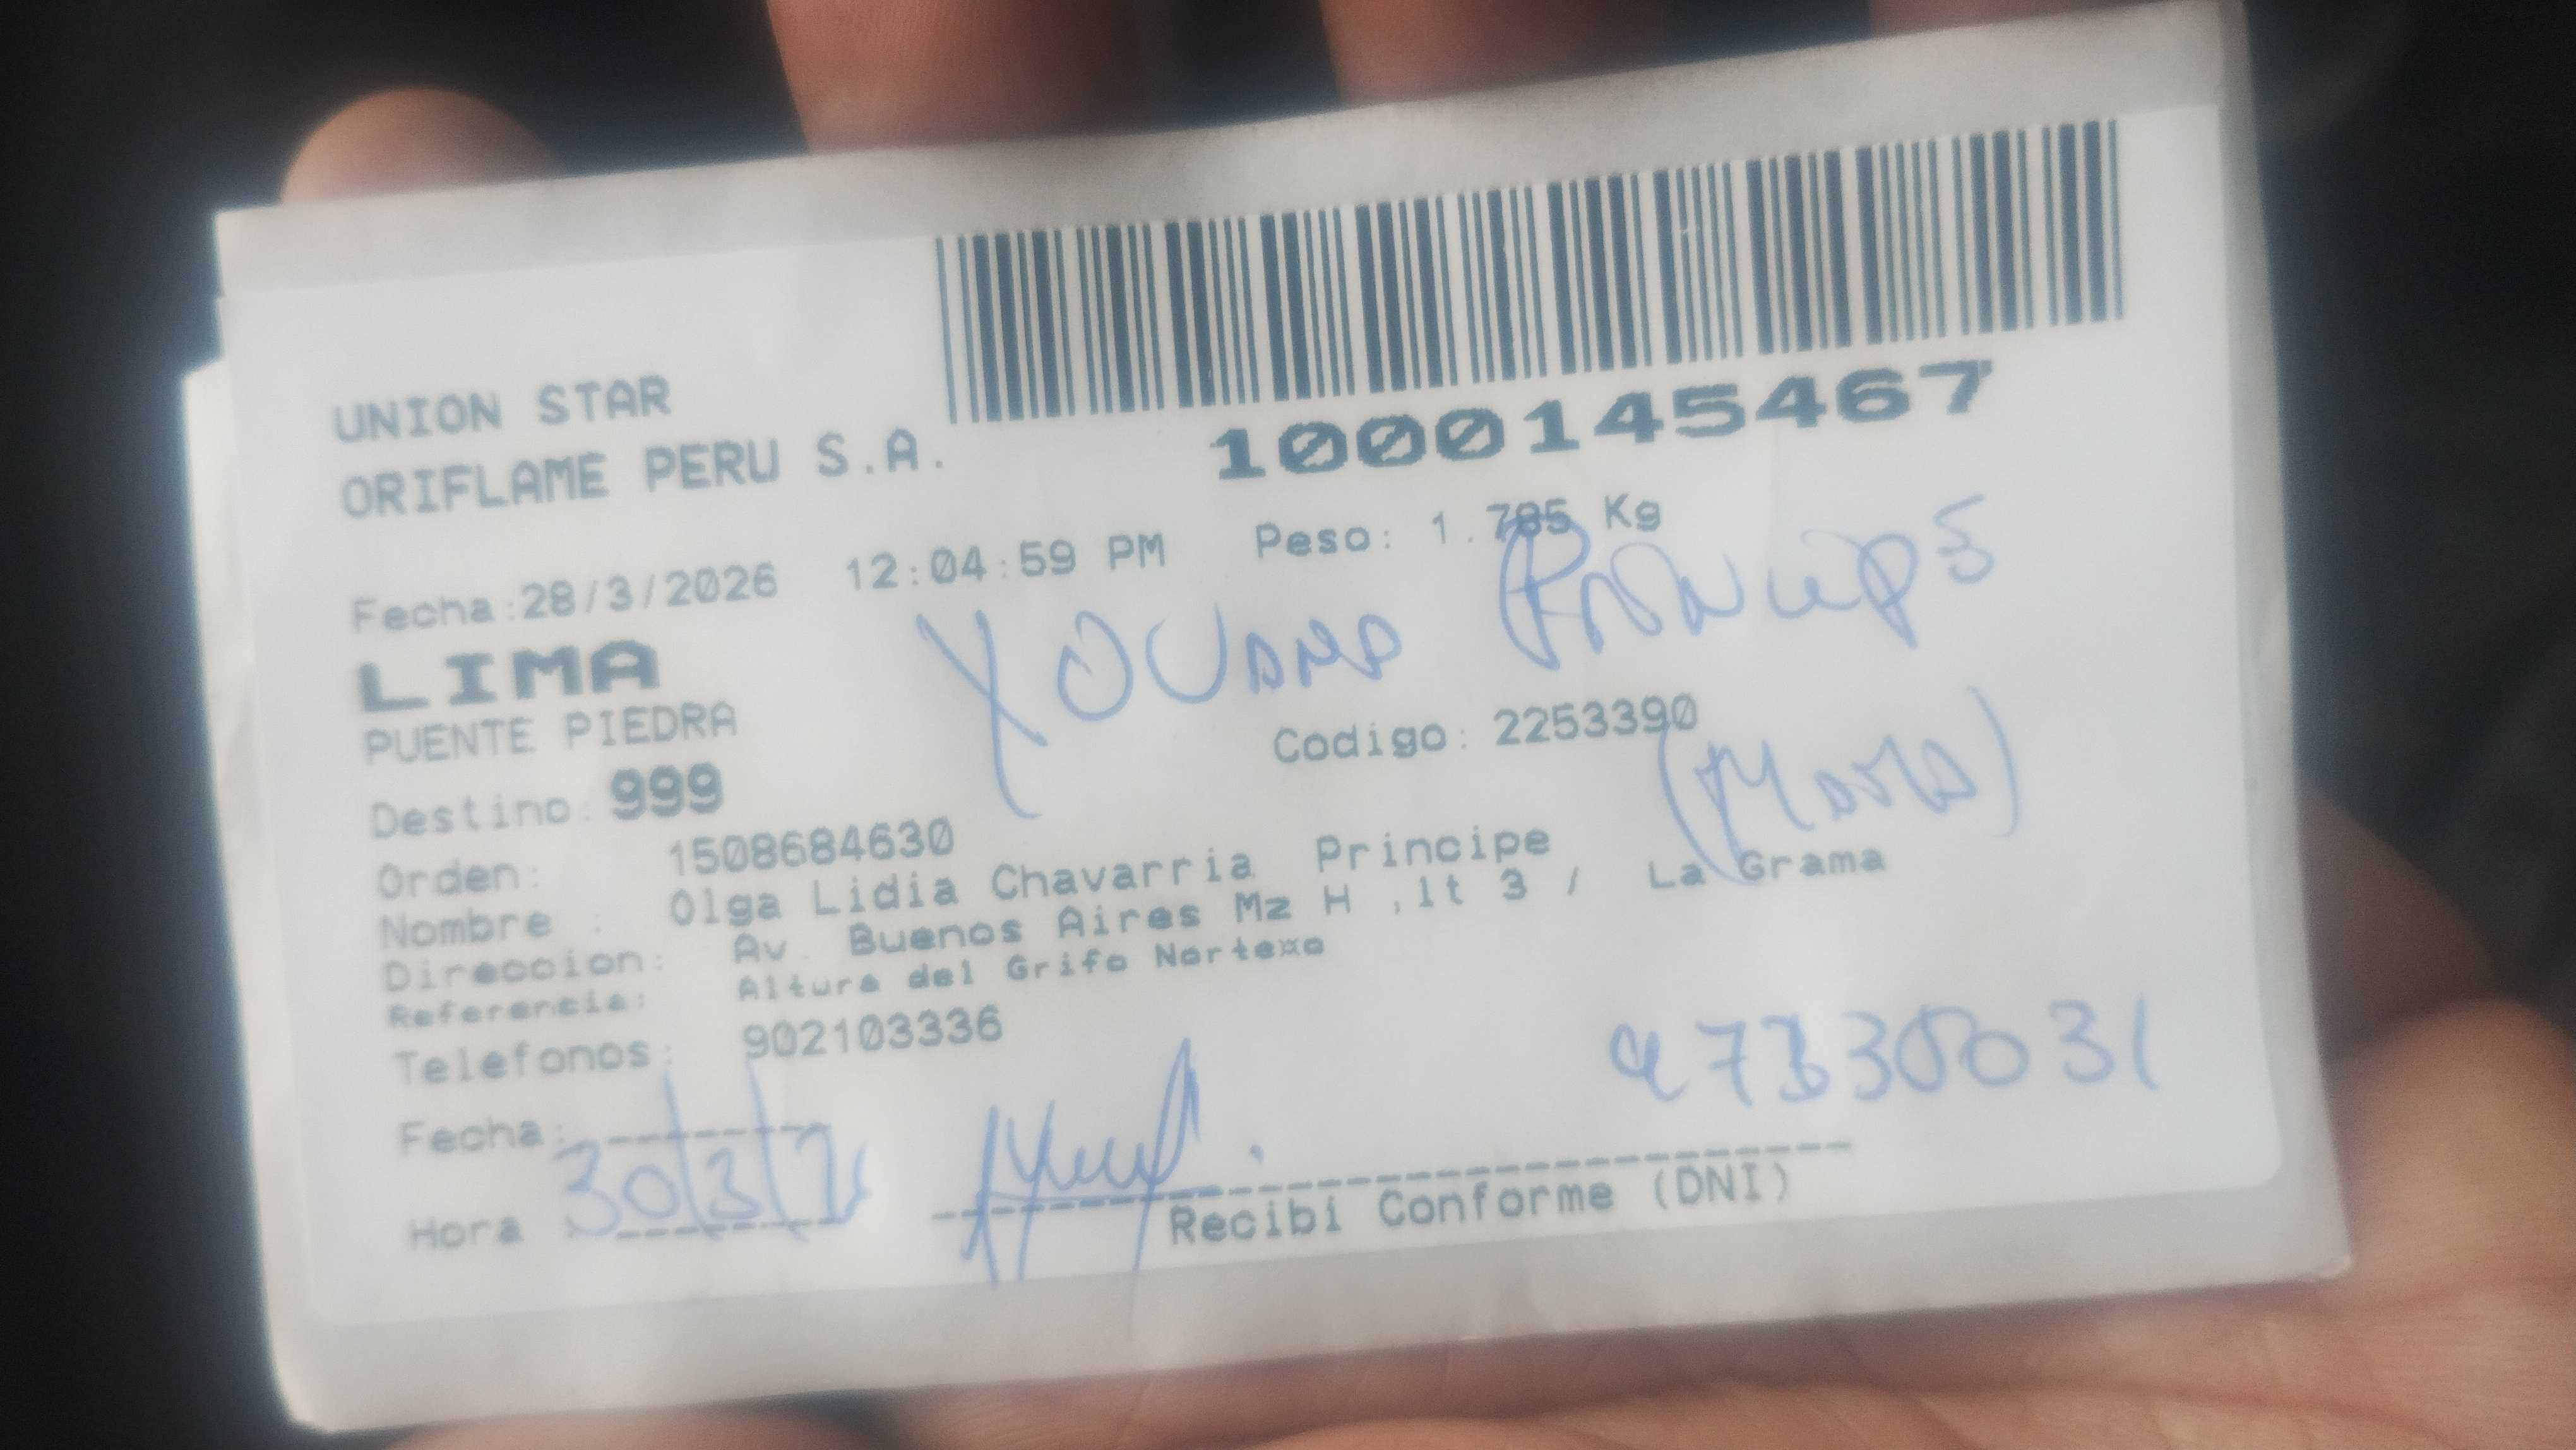 UNION STAR
ORIFLAME PERU S.A.
1000145467
Fecha:28/3/2026 12:04:59 PM Peso: 1.785 Kg
LIMA
PUENTE PIEDRA
Codigo: 2253390
Destino: 999
Orden: 1508684630
Nombre : Olga Lidia Chavarria Principe
Direccion: Av. Buenos Aires Mz H ,lt 3 / La Grama
Referencia: Altura del Grifo Nortexo
Telefonos: 902103336
Fecha:
30/3/
Hora :
Recibi Conforme (DNI)